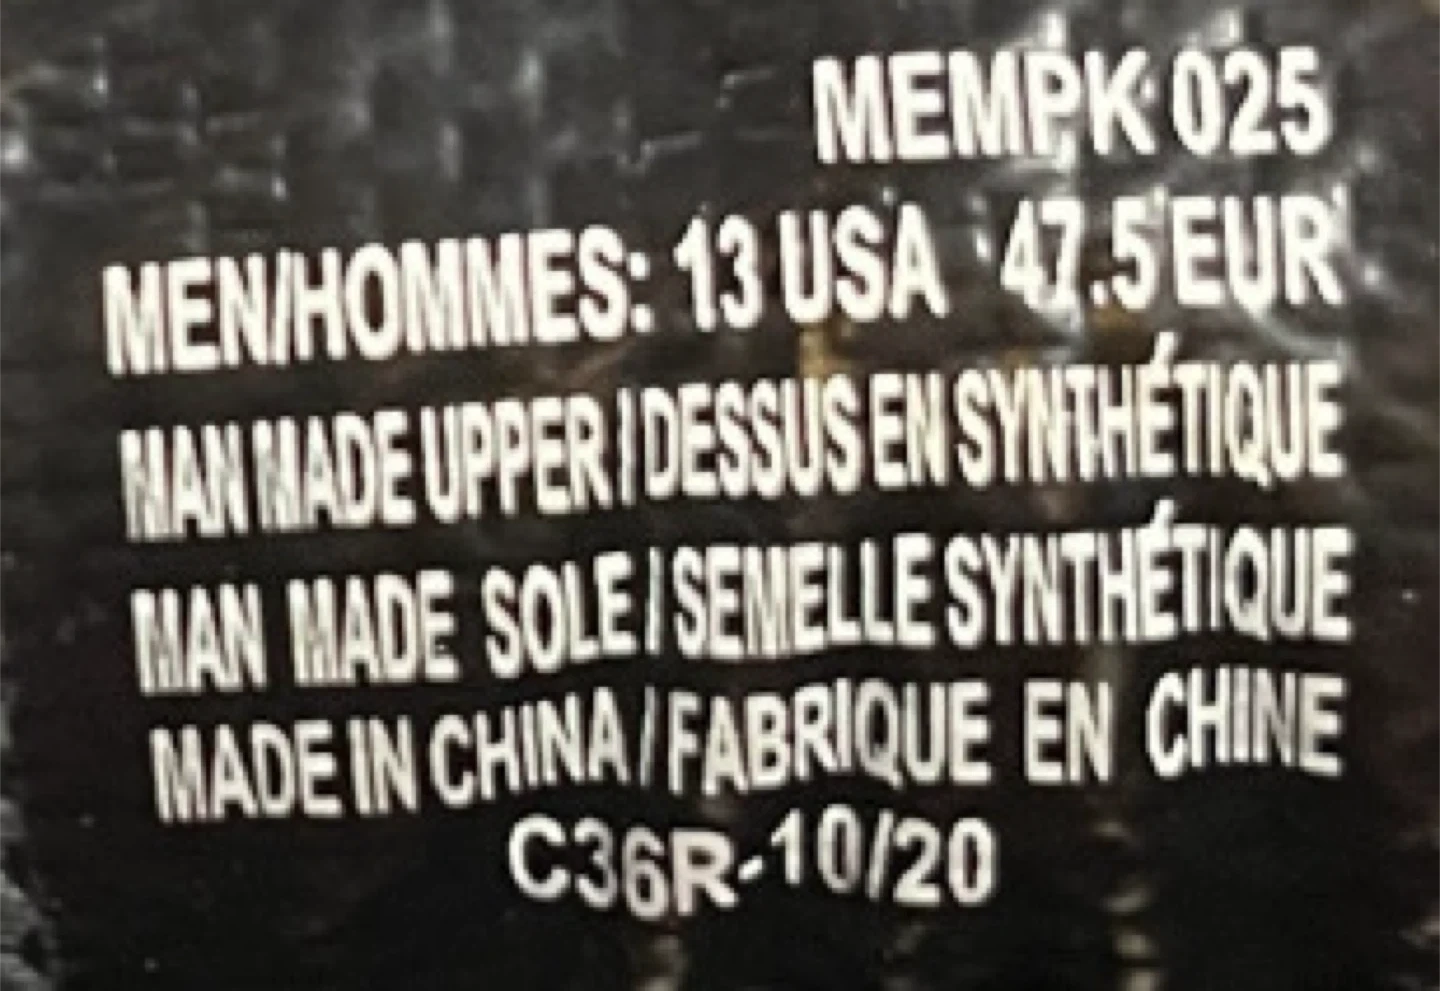 MEMPK 025
MEN/HOMMES: 13 USA 47.5 EUR
MAN MADE UPPER / DESSUS EN SYNTHÉTIQUE
MAN MADE SOLE / SEMELLE SYNTHÉTIQUE
MADE IN CHINA / FABRIQUE EN CHINE
C36R-10/20